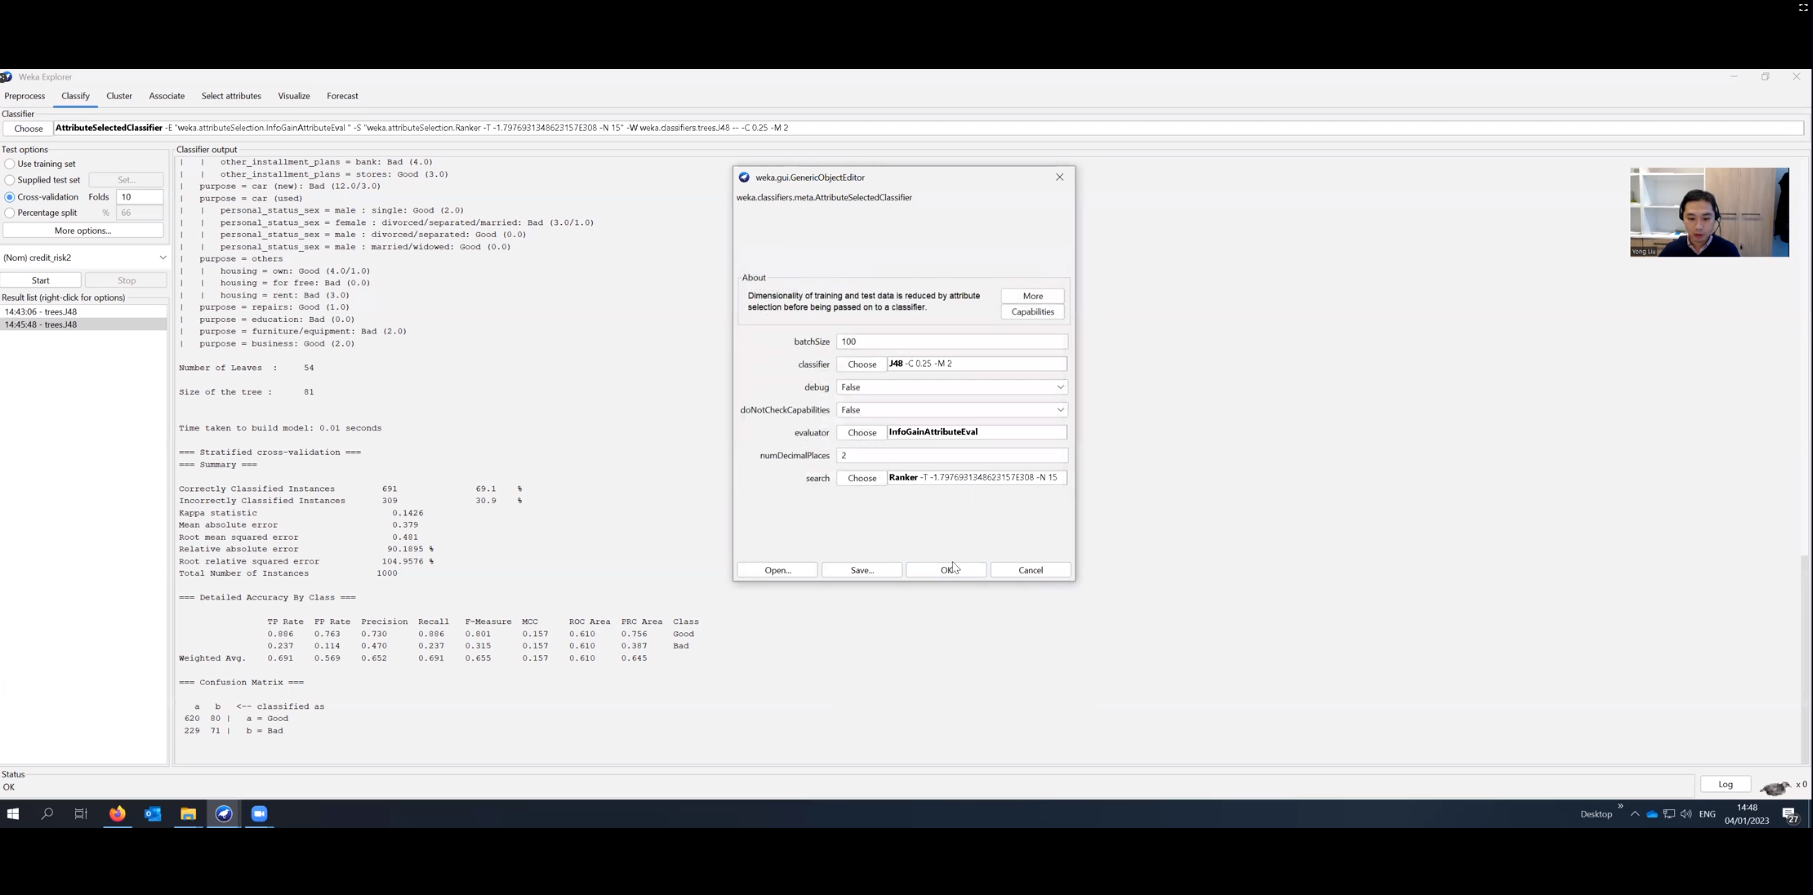 Weka Explorer
Preprocess Classify Cluster Associate Select attributes Visualize Forecast
Classifier
Choose AttributeSelectedClassifier -E "weka.attributeSelection.InfoGainAttributeEval " -S "weka.attributeSelection.Ranker -T -1.7976931348623157E308 -N 15" -W weka.classifiers.trees.J48 -- -C 0.25 -M 2
Test options
Use training set
Supplied test set Set...
Cross-validation Folds 10
Percentage split % 66
More options...
(Nom) credit_risk2
Start Stop
Result list (right-click for options)
14:43:06 - trees.J48
14:45:48 - trees.J48
Classifier output
| | other_installment_plans = bank: Bad (4.0)
| | other_installment_plans = stores: Good (3.0)
| purpose = car (new): Bad (12.0/3.0)
| purpose = car (used)
| | personal_status_sex = male : single: Good (2.0)
| | personal_status_sex = female : divorced/separated/married: Bad (3.0/1.0)
| | personal_status_sex = male : divorced/separated: Good (0.0)
| | personal_status_sex = male : married/widowed: Good (0.0)
| purpose = others
| | housing = own: Good (4.0/1.0)
| | housing = for free: Bad (0.0)
| | housing = rent: Bad (3.0)
| purpose = repairs: Good (1.0)
| purpose = education: Bad (0.0)
| purpose = furniture/equipment: Bad (2.0)
| purpose = business: Good (2.0)
Number of Leaves : 54
Size of the tree : 81
Time taken to build model: 0.01 seconds
=== Stratified cross-validation ===
=== Summary ===
Correctly Classified Instances 691 69.1 %
Incorrectly Classified Instances 309 30.9 %
Kappa statistic 0.1426
Mean absolute error 0.379
Root mean squared error 0.481
Relative absolute error 90.1895 %
Root relative squared error 104.9576 %
Total Number of Instances 1000
=== Detailed Accuracy By Class ===
TP Rate FP Rate Precision Recall F-Measure MCC ROC Area PRC Area Class
0.886 0.763 0.730 0.886 0.801 0.157 0.610 0.756 Good
0.237 0.114 0.470 0.237 0.315 0.157 0.610 0.387 Bad
Weighted Avg. 0.691 0.569 0.652 0.691 0.655 0.157 0.610 0.645
=== Confusion Matrix ===
a b <-- classified as
620 80 | a = Good
229 71 | b = Bad
weka.gui.GenericObjectEditor
weka.classifiers.meta.AttributeSelectedClassifier
About
Dimensionality of training and test data is reduced by attribute
selection before being passed on to a classifier.
More
Capabilities
batchSize 100
classifier Choose J48 -C 0.25 -M 2
debug False
doNotCheckCapabilities False
evaluator Choose InfoGainAttributeEval
numDecimalPlaces 2
search Choose Ranker -T -1.7976931348623157E308 -N 15
Open... Save... OK Cancel
Yong Liu
Status
OK
Log x 0
Desktop ENG 14:48
04/01/2023
27